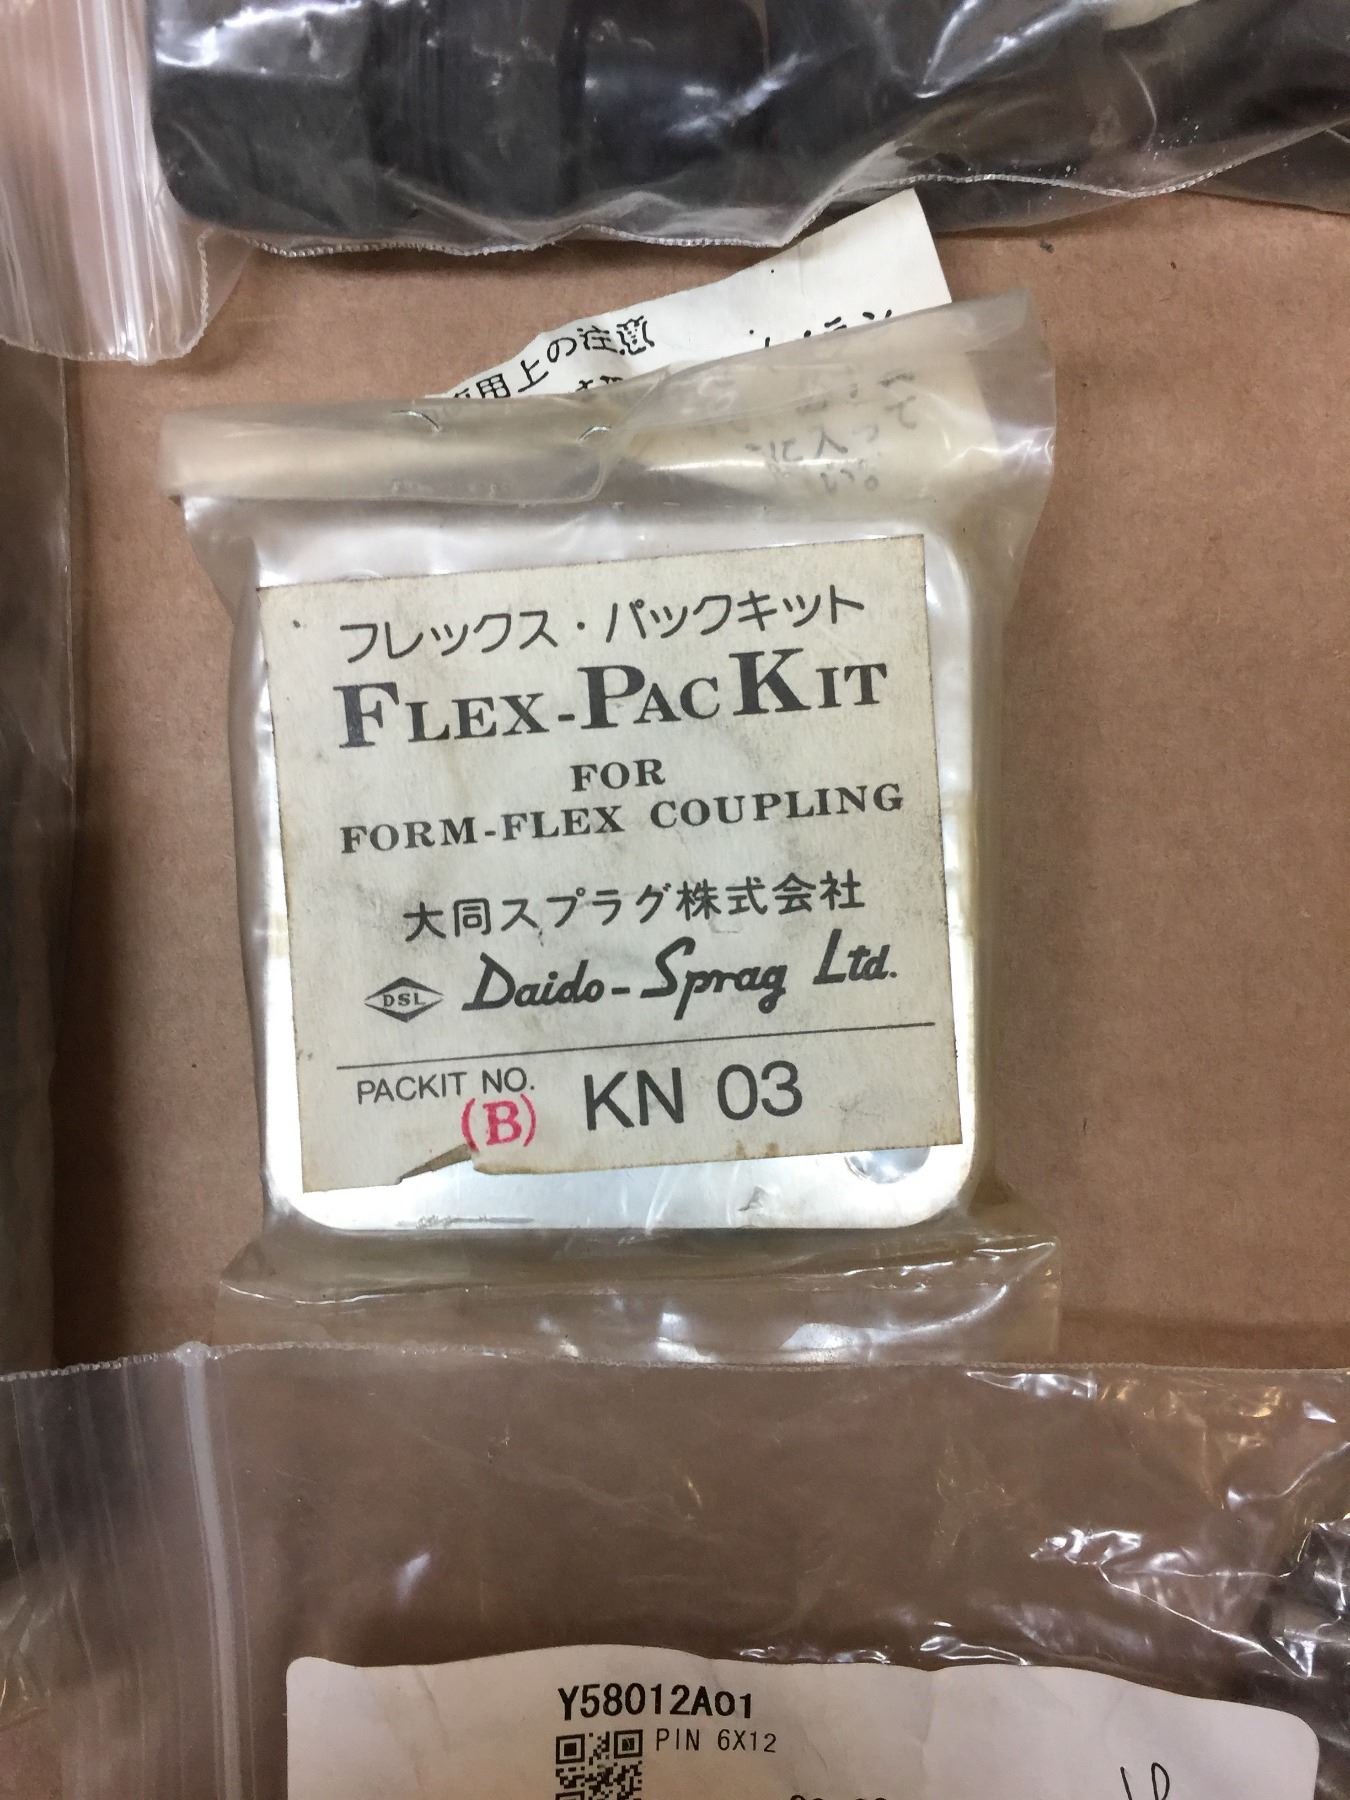 用上の注意
フレックス・パックキット
FLEX-PACKIT
FOR
FORM-FLEX COUPLING
大同スプラグ株式会社
DSL Daido-Sprag Ltd.
PACKIT NO. KN 03
(B)
Y58012A01
PIN 6X12